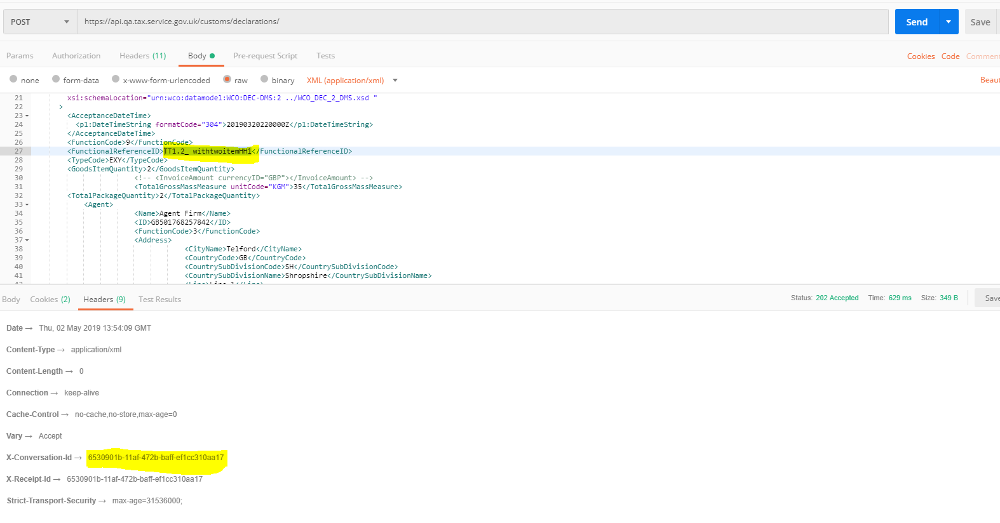 POST https://api.qa.tax.service.gov.uk/customs/declarations/ Send Save
Params Authorization Headers (11) Body Pre-request Script Tests Cookies Code Comment
none form-data x-www-form-urlencoded raw binary XML (application/xml) Beaut
21 xsi:schemaLocation="urn:wco:datamodel:WCO:DEC-DMS:2 ../WCO_DEC_2_DMS.xsd "
22 >
23 <AcceptanceDateTime>
24 <p1:DateTimeString formatCode="304">20190320220000Z</p1:DateTimeString>
25 </AcceptanceDateTime>
26 <FunctionCode>9</FunctionCode>
27 <FunctionalReferenceID>TT1.2_ withtwoitemHH1</FunctionalReferenceID>
28 <TypeCode>EXY</TypeCode>
29 <GoodsItemQuantity>2</GoodsItemQuantity>
30 <!-- <InvoiceAmount currencyID="GBP"></InvoiceAmount> -->
31 <TotalGrossMassMeasure unitCode="KGM">35</TotalGrossMassMeasure>
32 <TotalPackageQuantity>2</TotalPackageQuantity>
33 <Agent>
34 <Name>Agent Firm</Name>
35 <ID>GB501768257842</ID>
36 <FunctionCode>3</FunctionCode>
37 <Address>
38 <CityName>Telford</CityName>
39 <CountryCode>GB</CountryCode>
40 <CountrySubDivisionCode>SH</CountrySubDivisionCode>
41 <CountrySubDivisionName>Shropshire</CountrySubDivisionName>
Body Cookies (2) Headers (9) Test Results Status: 202 Accepted Time: 629 ms Size: 349 B Save
Date → Thu, 02 May 2019 13:54:09 GMT
Content-Type → application/xml
Content-Length → 0
Connection → keep-alive
Cache-Control → no-cache,no-store,max-age=0
Vary → Accept
X-Conversation-Id → 6530901b-11af-472b-baff-ef1cc310aa17
X-Receipt-Id → 6530901b-11af-472b-baff-ef1cc310aa17
Strict-Transport-Security → max-age=31536000;